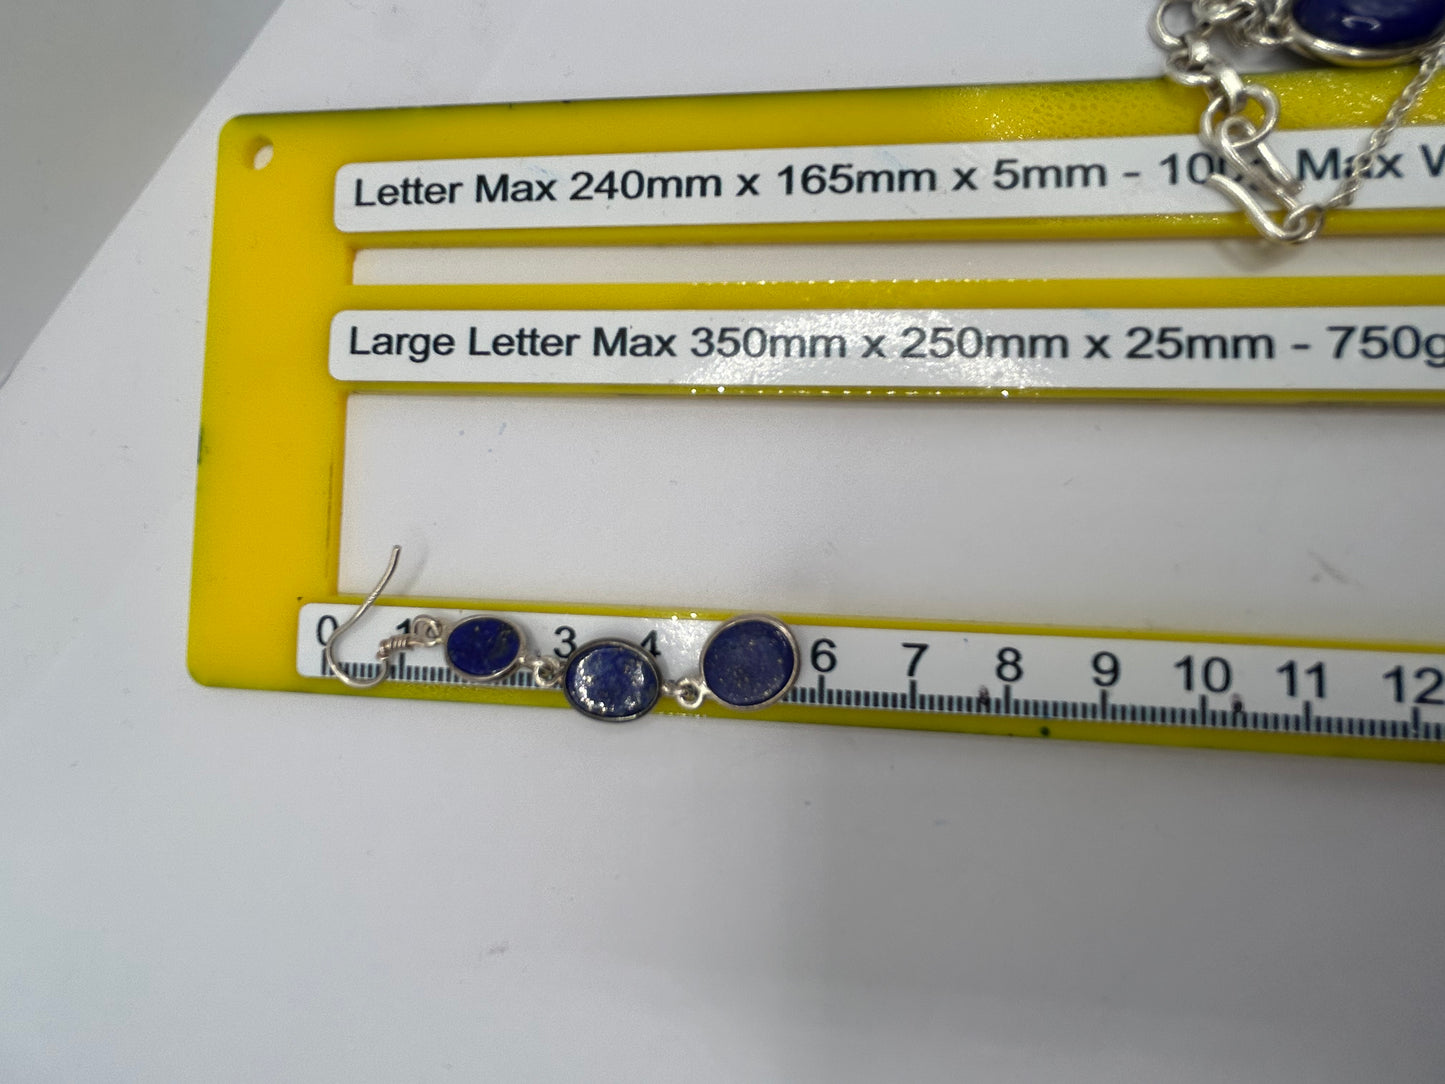 Letter Max 240mm x 165mm x 5mm - 10 Max
Large Letter Max 350mm x 250mm x 25mm - 750g
0 1 3 4 6 7 8 9 10 11 12